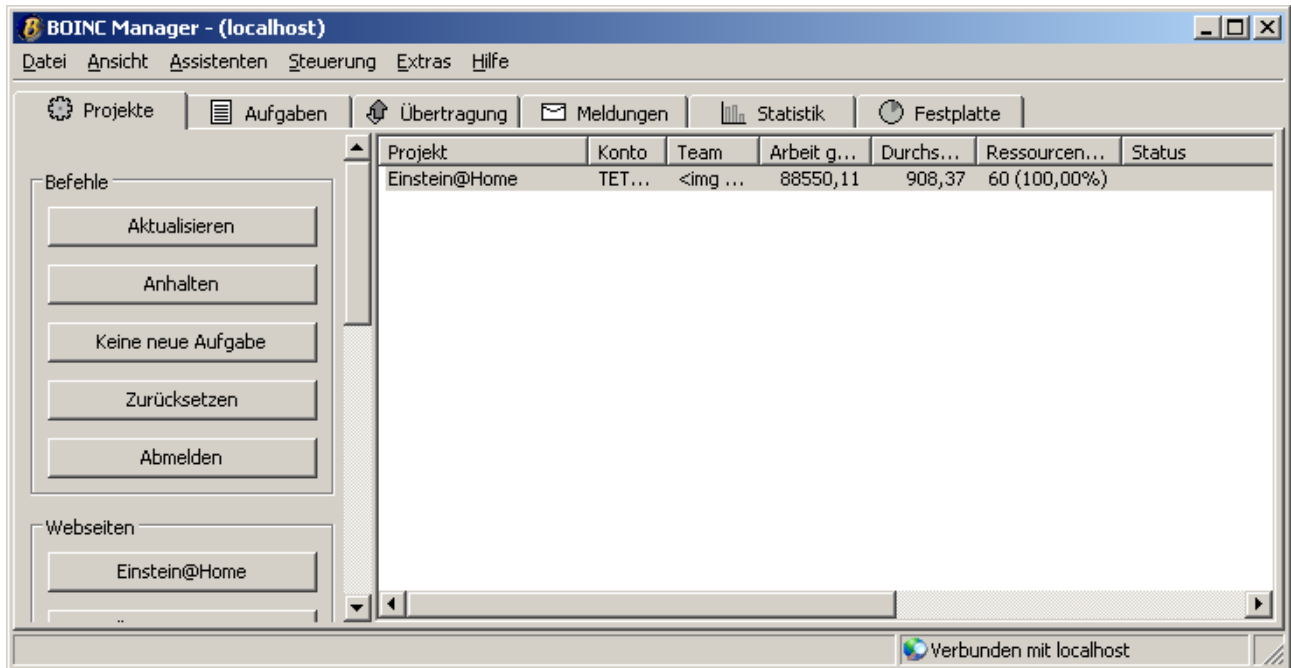 BOINC Manager - (localhost)
Datei Ansicht Assistenten Steuerung Extras Hilfe
Projekte Aufgaben Übertragung Meldungen Statistik Festplatte
Befehle
Aktualisieren
Anhalten
Keine neue Aufgabe
Zurücksetzen
Abmelden
Webseiten
Einstein@Home
Projekt Konto Team Arbeit g... Durchs... Ressourcen... Status
Einstein@Home TET... <img ... 88550,11 908,37 60 (100,00%)
Verbunden mit localhost